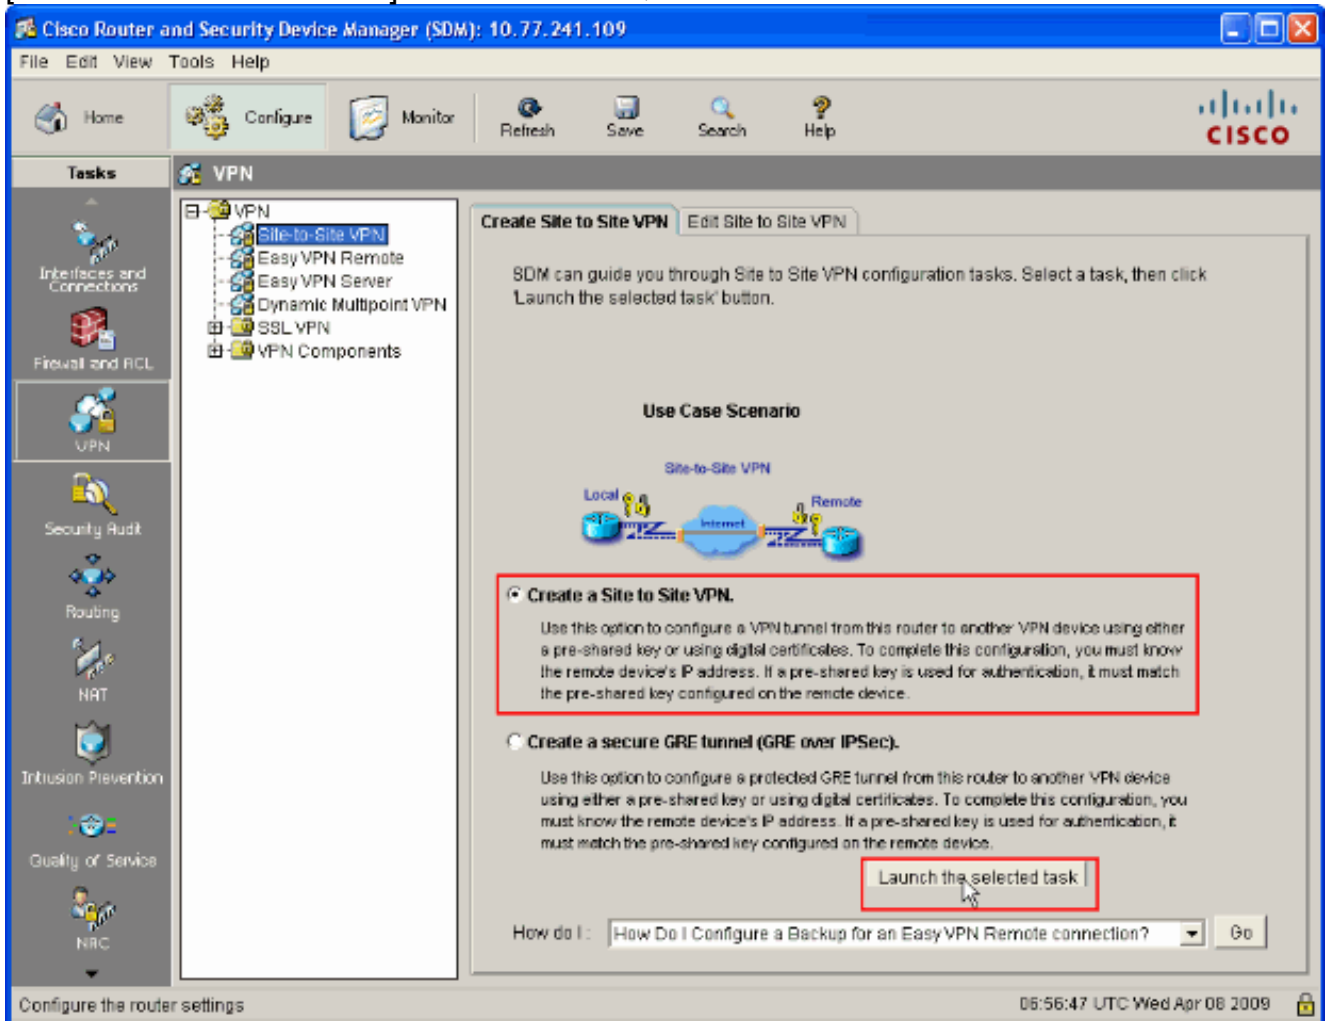 Cisco Router and Security Device Manager (SDM): 10.77.241.109
File Edit View Tools Help
Home Configure Monitor Refresh Save Search Help
CISCO
Tasks
VPN
Interfaces and
Connections
Firewall and ACL
VPN
Security Audit
Routing
NAT
Intrusion Prevention
Quality of Service
NAC
VPN
Site-to-Site VPN
Easy VPN Remote
Easy VPN Server
Dynamic Multipoint VPN
SSL VPN
VPN Components
Create Site to Site VPN Edit Site to Site VPN
SDM can guide you through Site to Site VPN configuration tasks. Select a task, then click
'Launch the selected task' button.
Use Case Scenario
Site-to-Site VPN
Local
Remote
Internet
Create a Site to Site VPN.
Use this option to configure a VPN tunnel from this router to another VPN device using either
a pre-shared key or using digital certificates. To complete this configuration, you must know
the remote device's IP address. If a pre-shared key is used for authentication, it must match
the pre-shared key configured on the remote device.
Create a secure GRE tunnel (GRE over IPSec).
Use this option to configure a protected GRE tunnel from this router to another VPN device
using either a pre-shared key or using digital certificates. To complete this configuration, you
must know the remote device's IP address. If a pre-shared key is used for authentication, it
must match the pre-shared key configured on the remote device.
Launch the selected task
How do I: How Do I Configure a Backup for an Easy VPN Remote connection? Go
Configure the router settings 06:56:47 UTC Wed Apr 08 2009